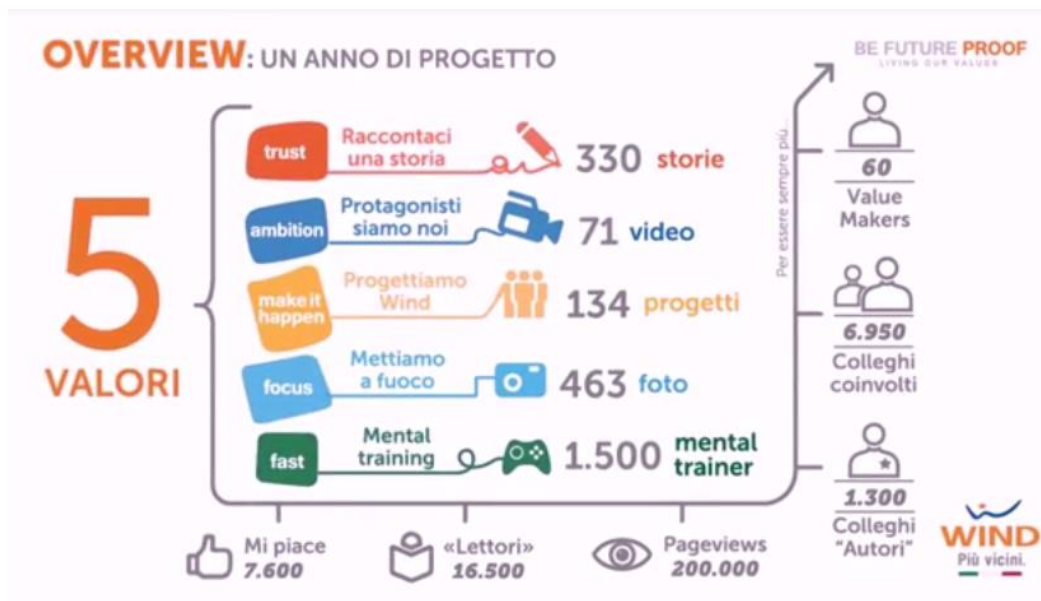 OVERVIEW: UN ANNO DI PROGETTO
BE FUTURE PROOF
LIVING OUR VALUES
5
VALORI
trust
Raccontaci
una storia
330 storie
ambition
Protagonisti
siamo noi
71 video
make it
happen
Progettiamo
Wind
134 progetti
focus
Mettiamo
a fuoco
463 foto
fast
Mental
training
1.500 mental
trainer
Per essere sempre più...
60
Value
Makers
6.950
Colleghi
coinvolti
1.300
Colleghi
"Autori"
Mi piace
7.600
«Lettori»
16.500
Pageviews
200.000
WIND
Più vicini.